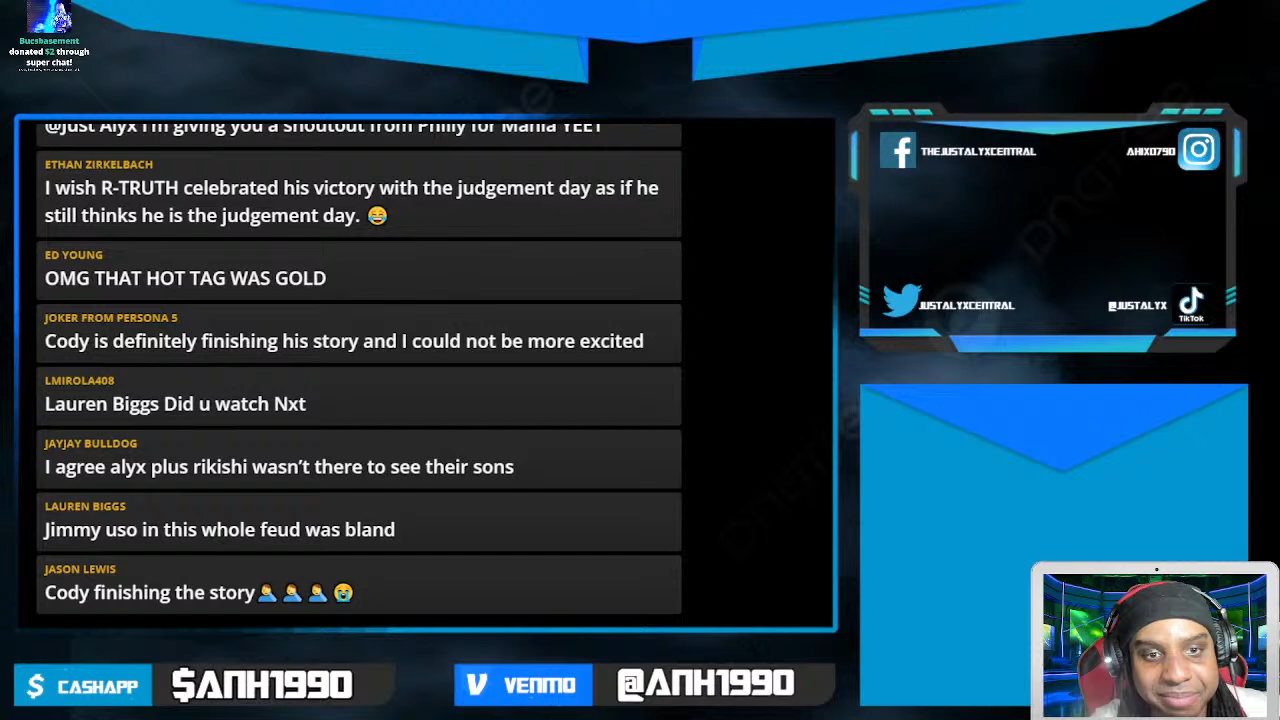 Bucsbasement
donated $2 through
super chat!
@Just Alyx I'm giving you a shoutout from Philly for Mania YEET
ETHAN ZIRKELBACH
I wish R-TRUTH celebrated his victory with the judgement day as if he
still thinks he is the judgement day. 😂
ED YOUNG
OMG THAT HOT TAG WAS GOLD
JOKER FROM PERSONA 5
Cody is definitely finishing his story and I could not be more excited
LMIROLA408
Lauren Biggs Did u watch Nxt
JAYJAY BULLDOG
I agree alyx plus rikishi wasn't there to see their sons
LAUREN BIGGS
Jimmy uso in this whole feud was bland
JASON LEWIS
Cody finishing the story🤦‍♂️🤦‍♂️🤦‍♂️😭
THEJUSTALYXCENTRAL
AHIX0790
JUSTALYXCENTRAL
@JUSTALYX
TikTok
$ CASHAPP
$ANH1990
V VENMO
@ANH1990